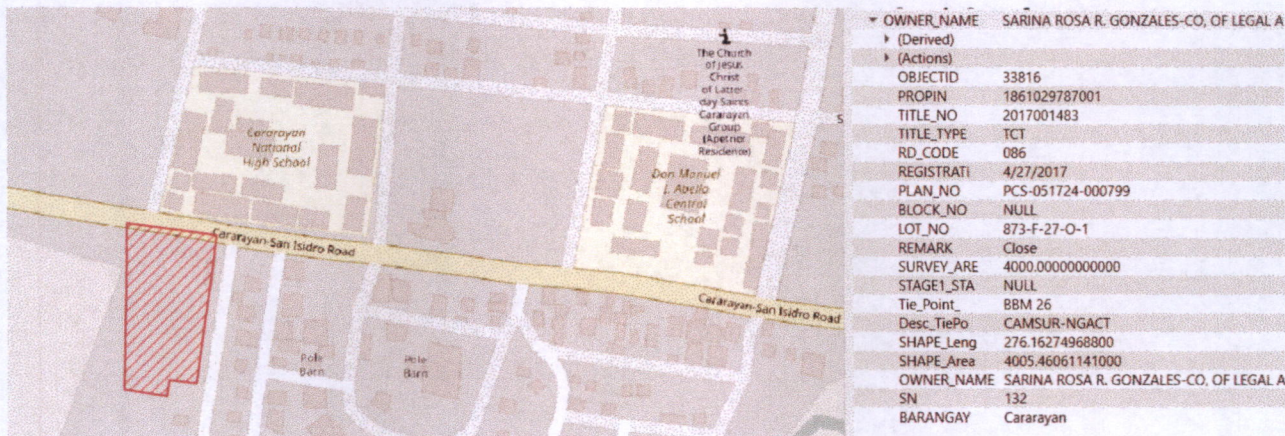 The Church
of Jesus
Christ
of Latter-
day Saints
Cararayan
Group
(Apetrior
Residence)
Cararayan
National
High School
Don Manuel
I. Abella
Central
School
S
Cararayan-San Isidro Road
Cararayan-San Isidro Road
Pole
Barn
Pole
Barn
OWNER_NAME SARINA ROSA R. GONZALES-CO, OF LEGAL A
(Derived)
(Actions)
OBJECTID 33816
PROPIN 1861029787001
TITLE_NO 2017001483
TITLE_TYPE TCT
RD_CODE 086
REGISTRATI 4/27/2017
PLAN_NO PCS-051724-000799
BLOCK_NO NULL
LOT_NO 873-F-27-O-1
REMARK Close
SURVEY_ARE 4000.00000000000
STAGE1_STA NULL
Tie_Point_ BBM 26
Desc_TiePo CAMSUR-NGACT
SHAPE_Leng 276.16274968800
SHAPE_Area 4005.46061141000
OWNER_NAME SARINA ROSA R. GONZALES-CO, OF LEGAL A
SN 132
BARANGAY Cararayan